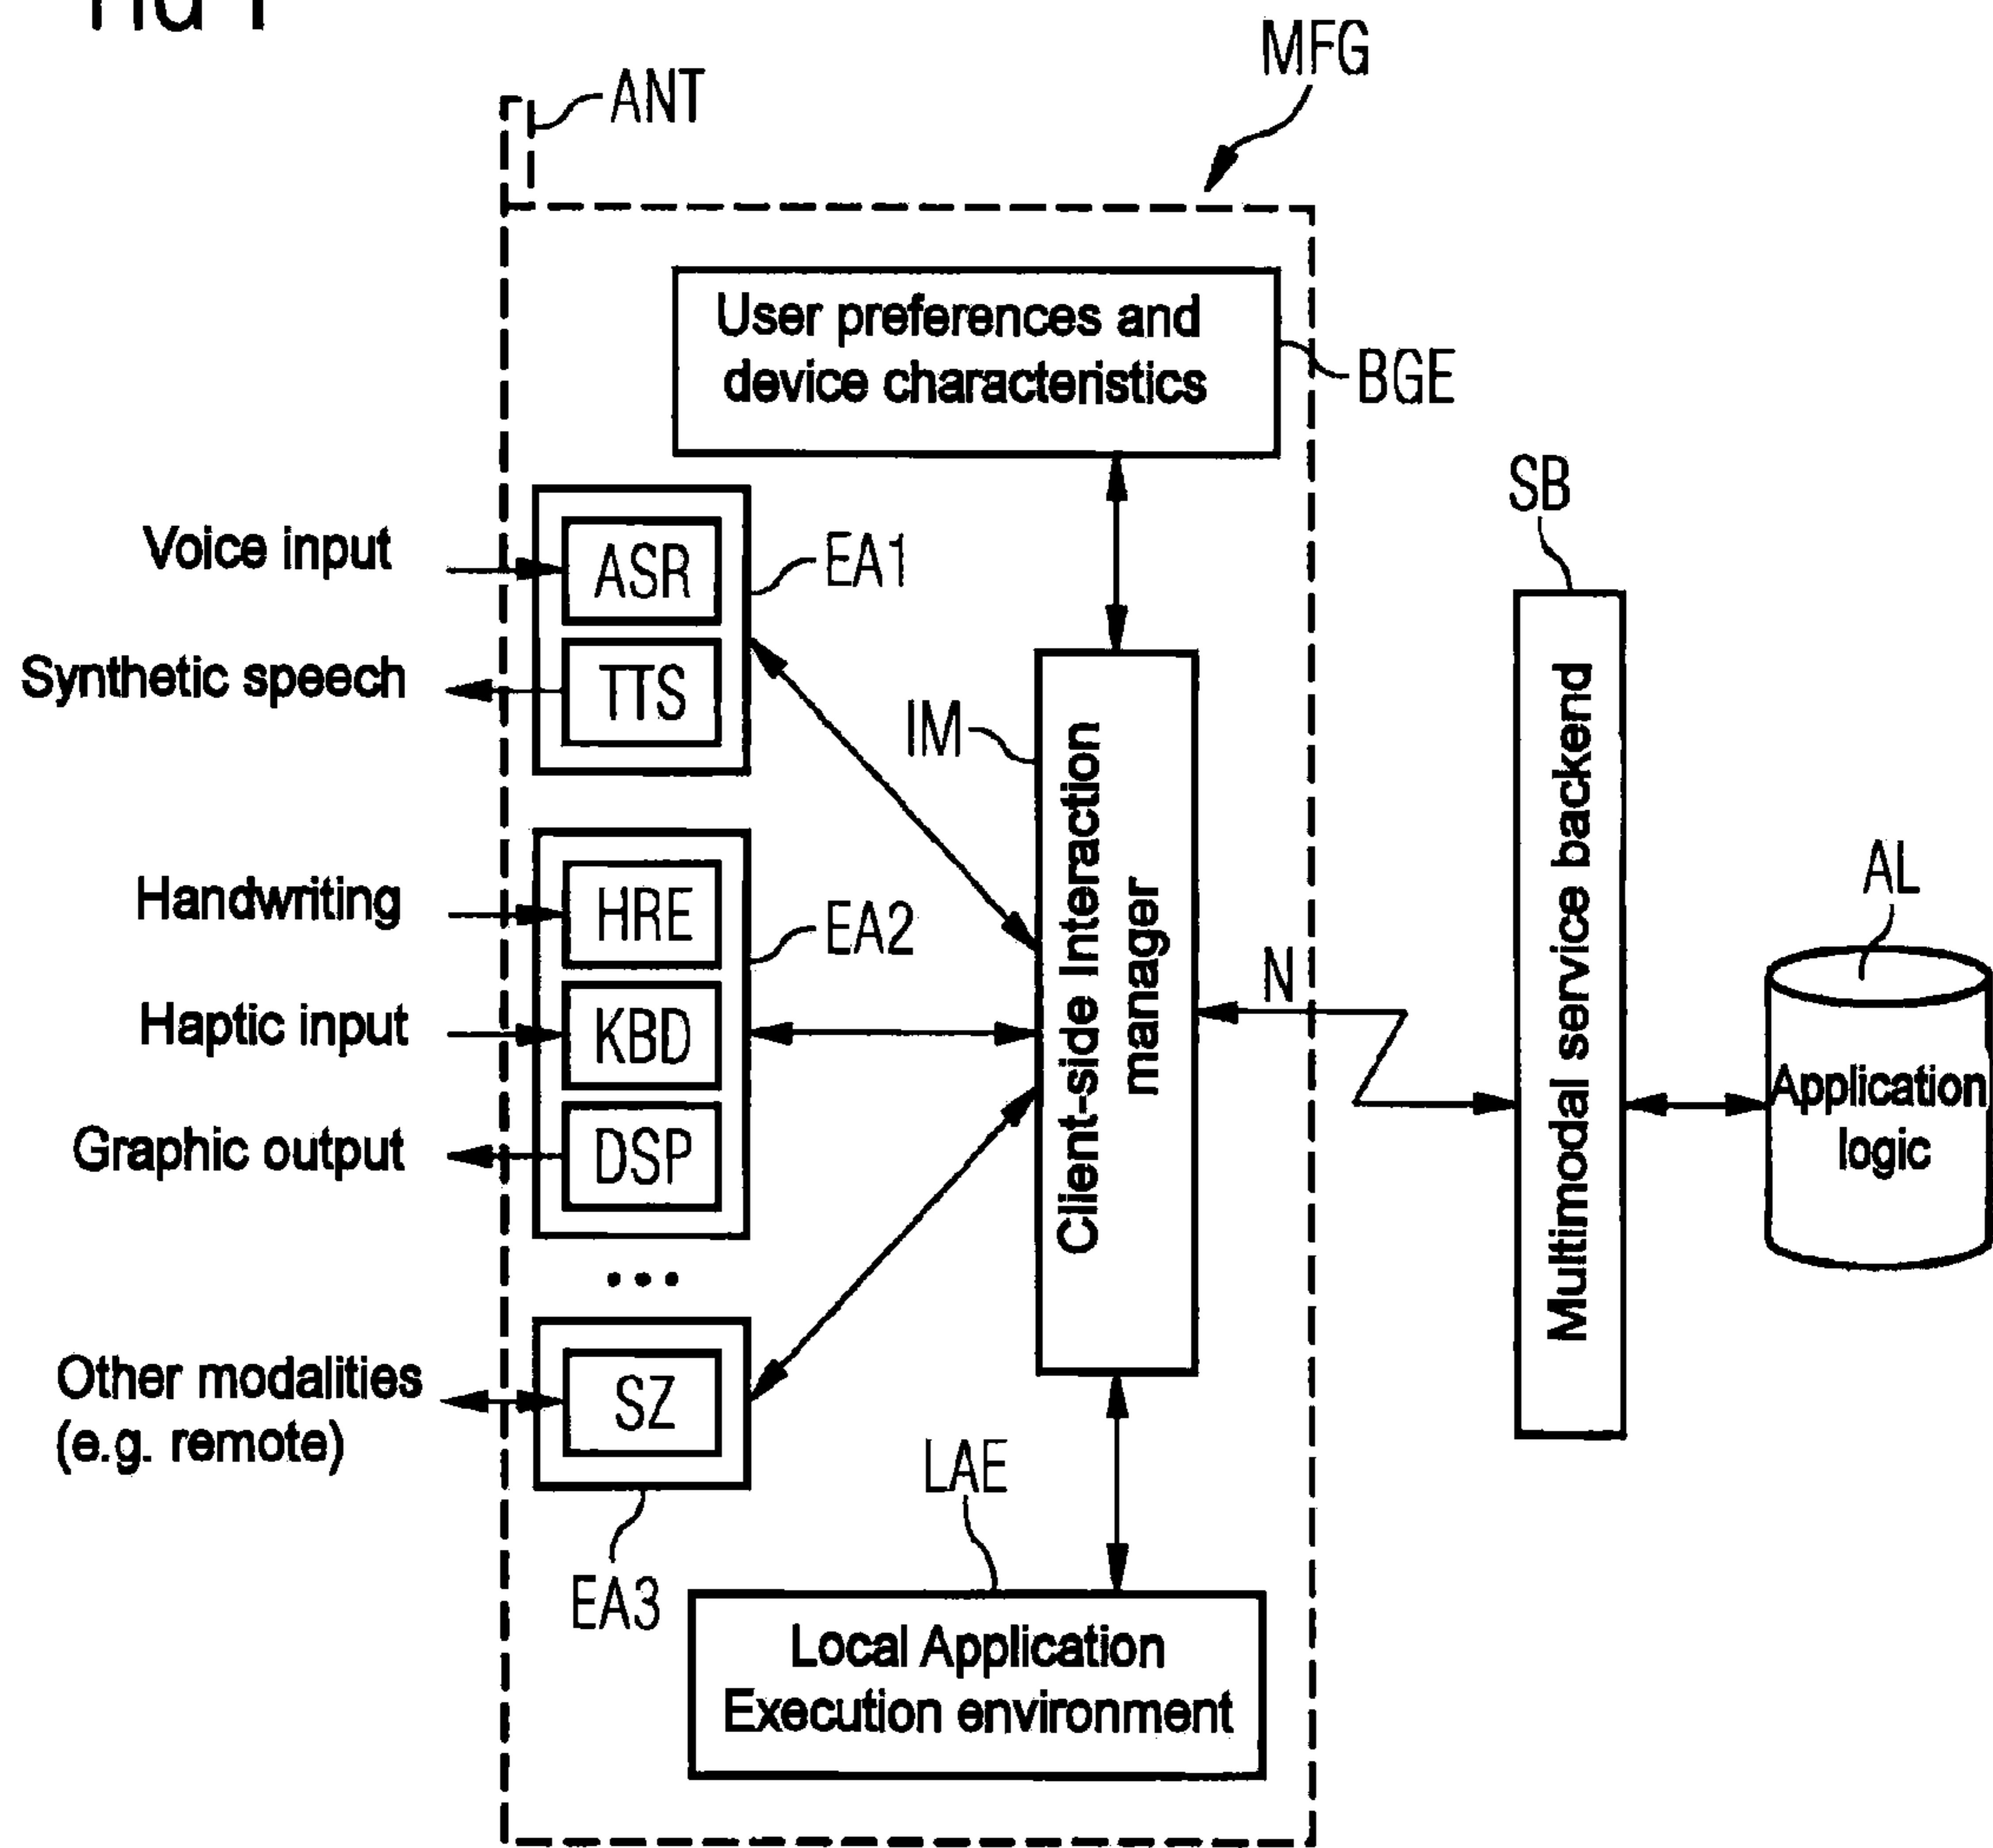 MFG
ANT
User preferences and
device characteristics
BGE
SB
Voice input
ASR
EA1
Synthetic speech
TTS
IM
Client-side Interaction
manager
Multimodal service backend
AL
Handwriting
HRE
EA2
N
Haptic input
KBD
Application
logic
Graphic output
DSP
...
Other modalities
(e.g. remote)
SZ
LAE
EA3
Local Application
Execution environment